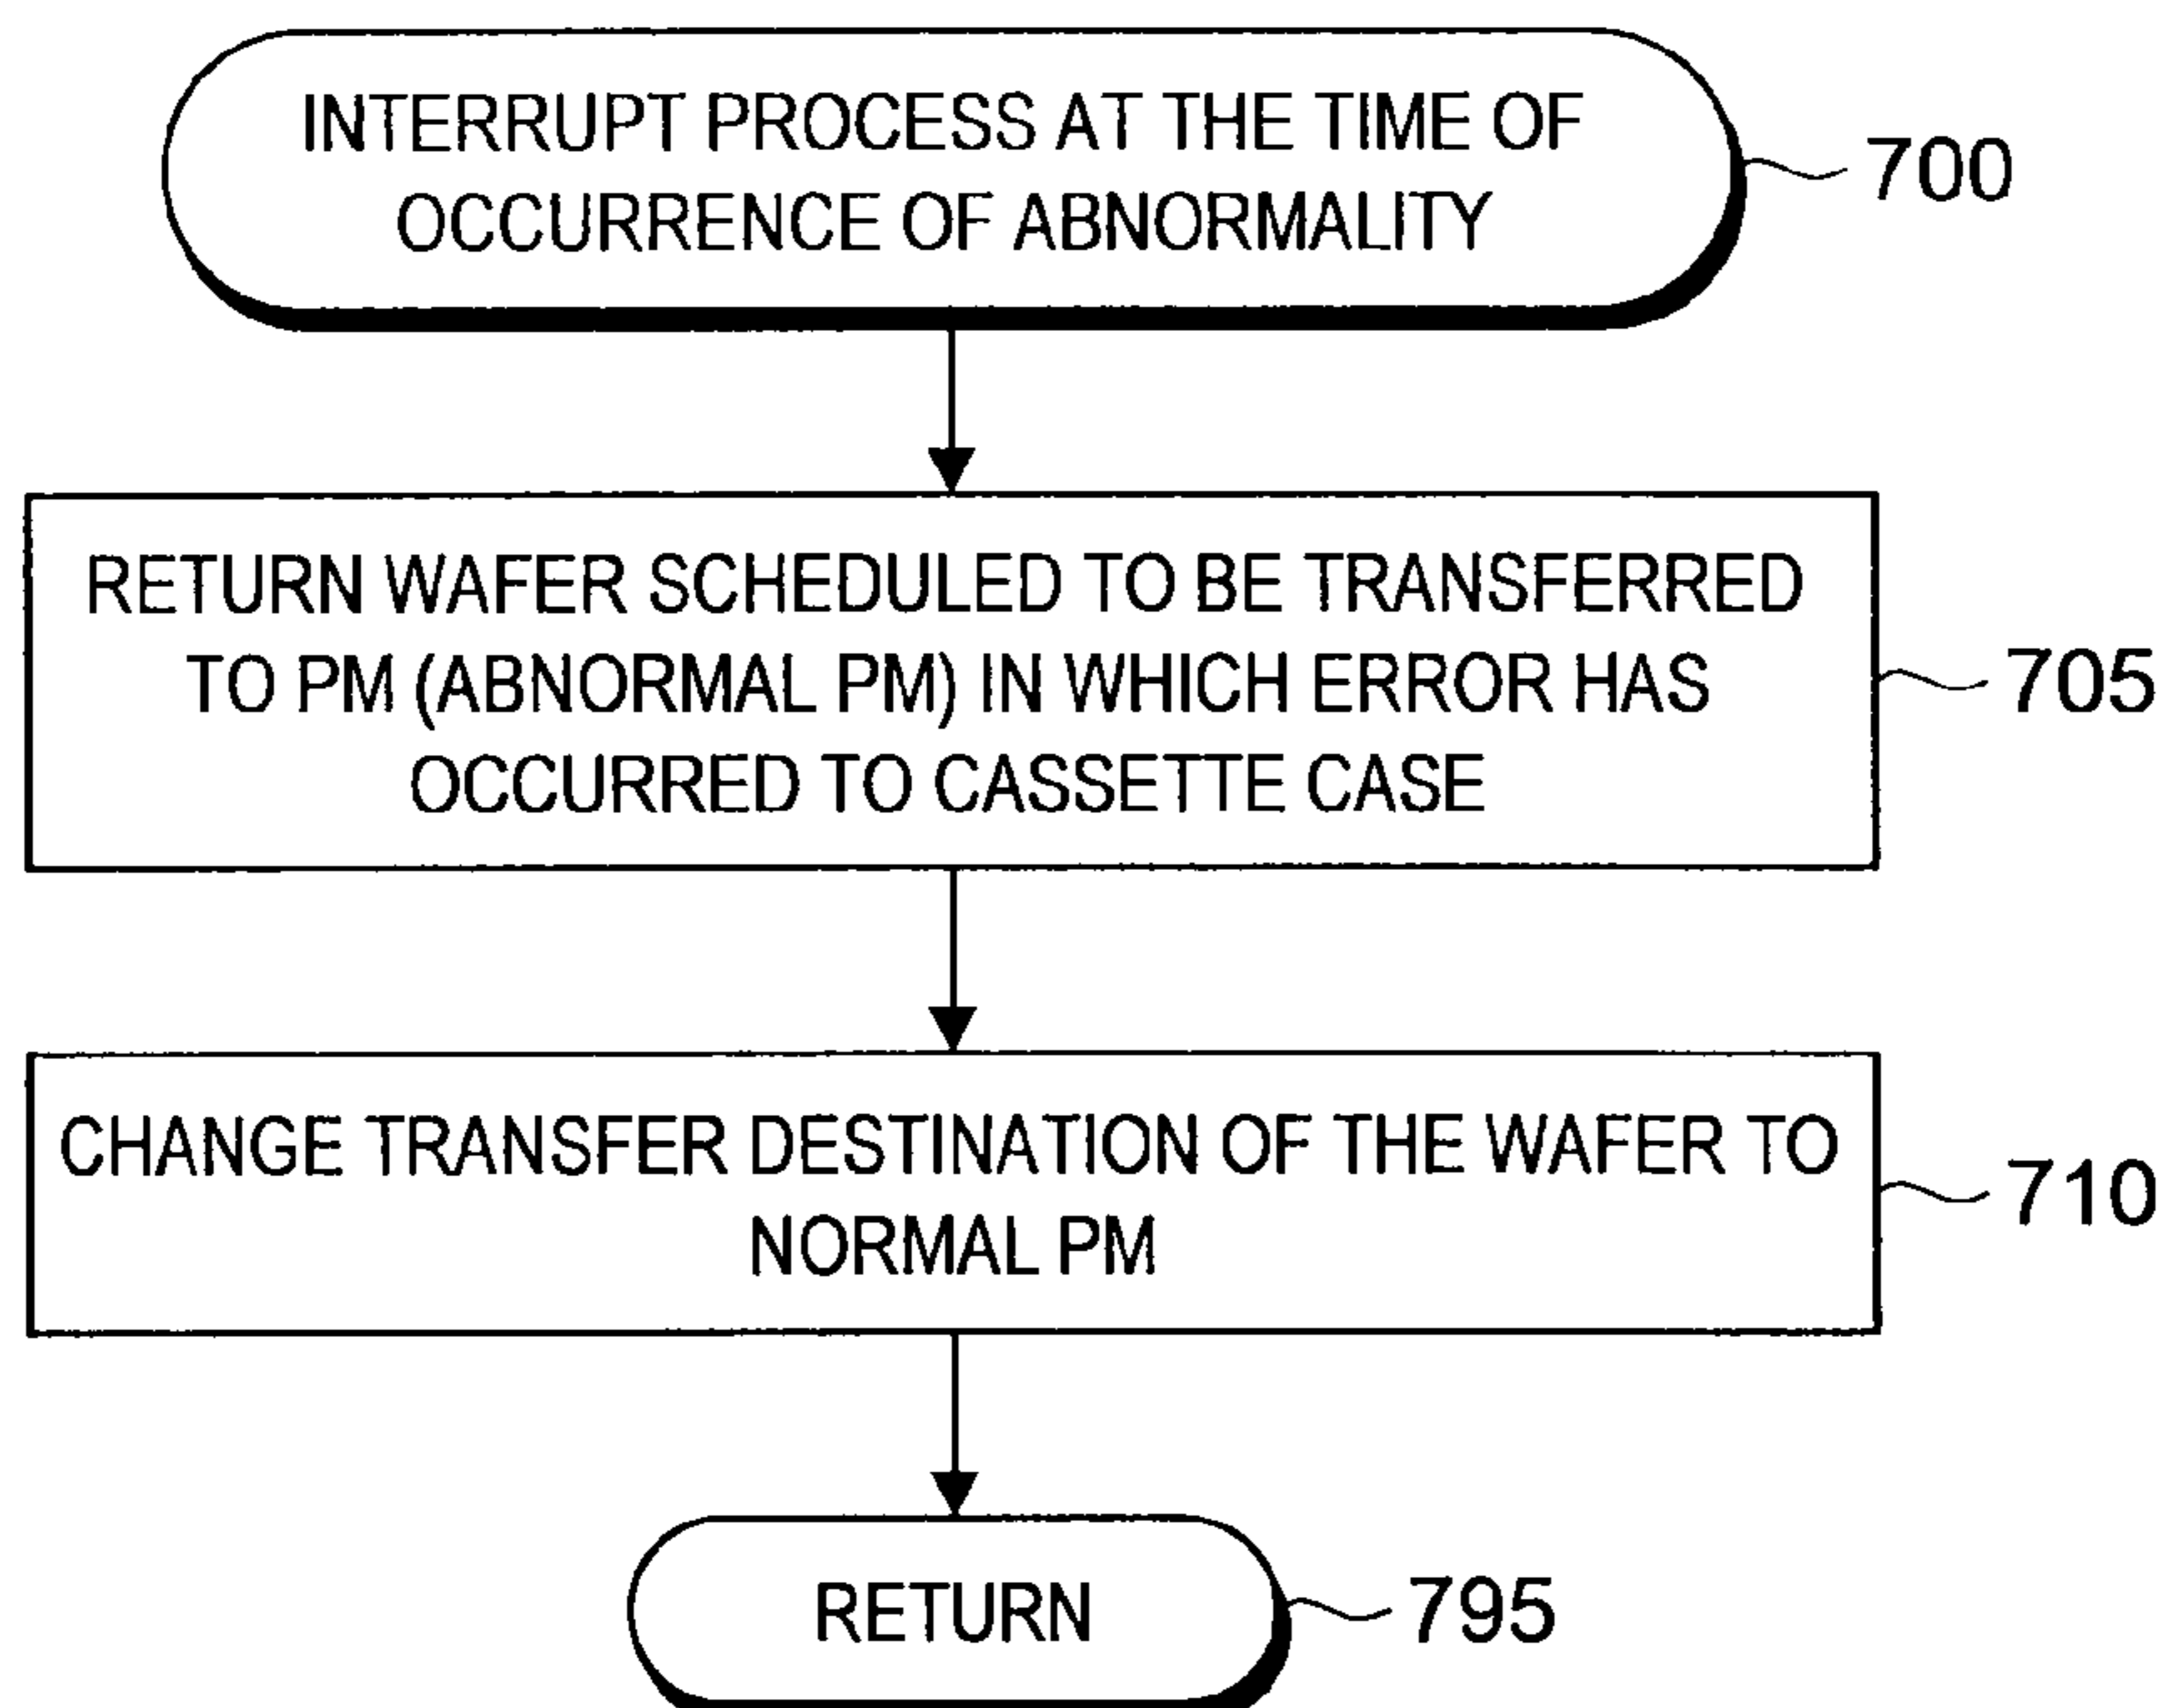 INTERRUPT PROCESS AT THE TIME OF
OCCURRENCE OF ABNORMALITY
700
RETURN WAFER SCHEDULED TO BE TRANSFERRED
TO PM (ABNORMAL PM) IN WHICH ERROR HAS
OCCURRED TO CASSETTE CASE
705
CHANGE TRANSFER DESTINATION OF THE WAFER TO
NORMAL PM
710
RETURN
795